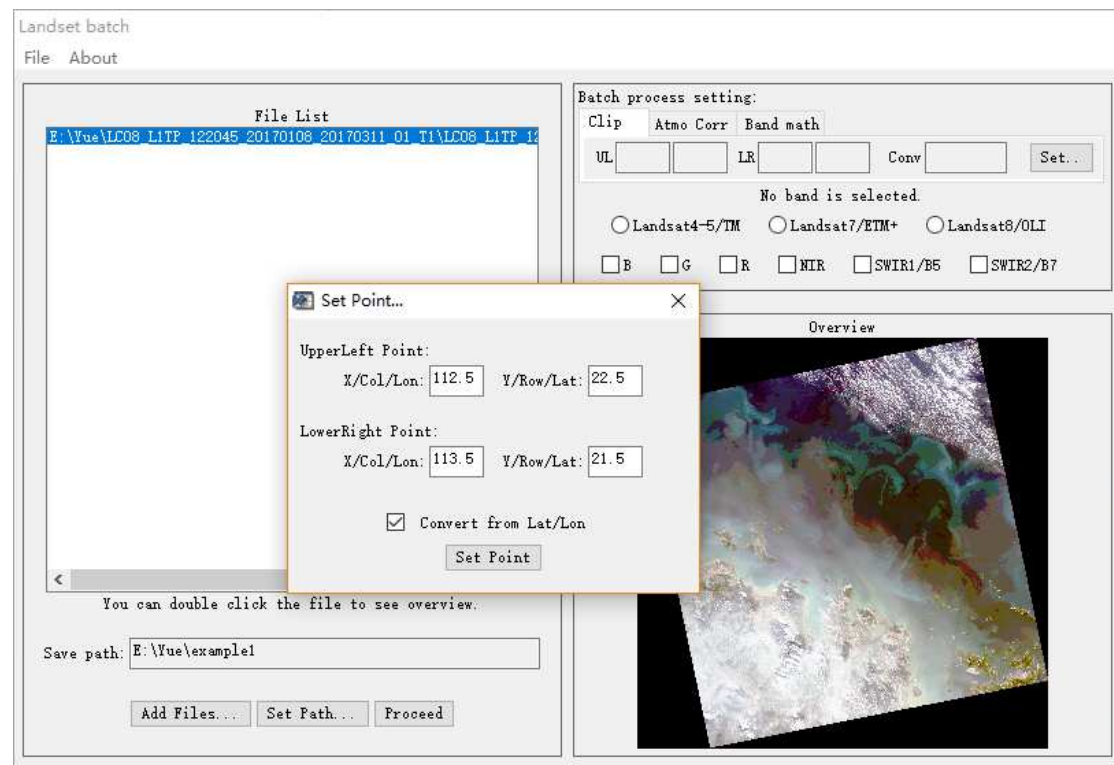 Landset batch
File About
File List
E:\Yue\LC08_L1TP_122045_20170108_20170311_01_T1\LC08_L1TP_12
You can double click the file to see overview.
Save path: E:\Yue\example1
Add Files... Set Path... Proceed
Batch process setting:
Clip Atmo Corr Band math
UL LR Conv Set..
No band is selected.
Landsat4-5/TM Landsat7/ETM+ Landsat8/OLI
B G R NIR SWIR1/B5 SWIR2/B7
Overview
Set Point...
UpperLeft Point:
X/Col/Lon: 112.5 Y/Row/Lat: 22.5
LowerRight Point:
X/Col/Lon: 113.5 Y/Row/Lat: 21.5
Convert from Lat/Lon
Set Point